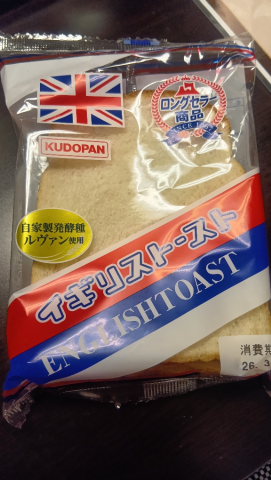 ロングセラー
商品
KUDOPAN
自家製発酵種
ルヴァン使用
イギリストースト
ENGLISHTOAST
消費期
26. 3